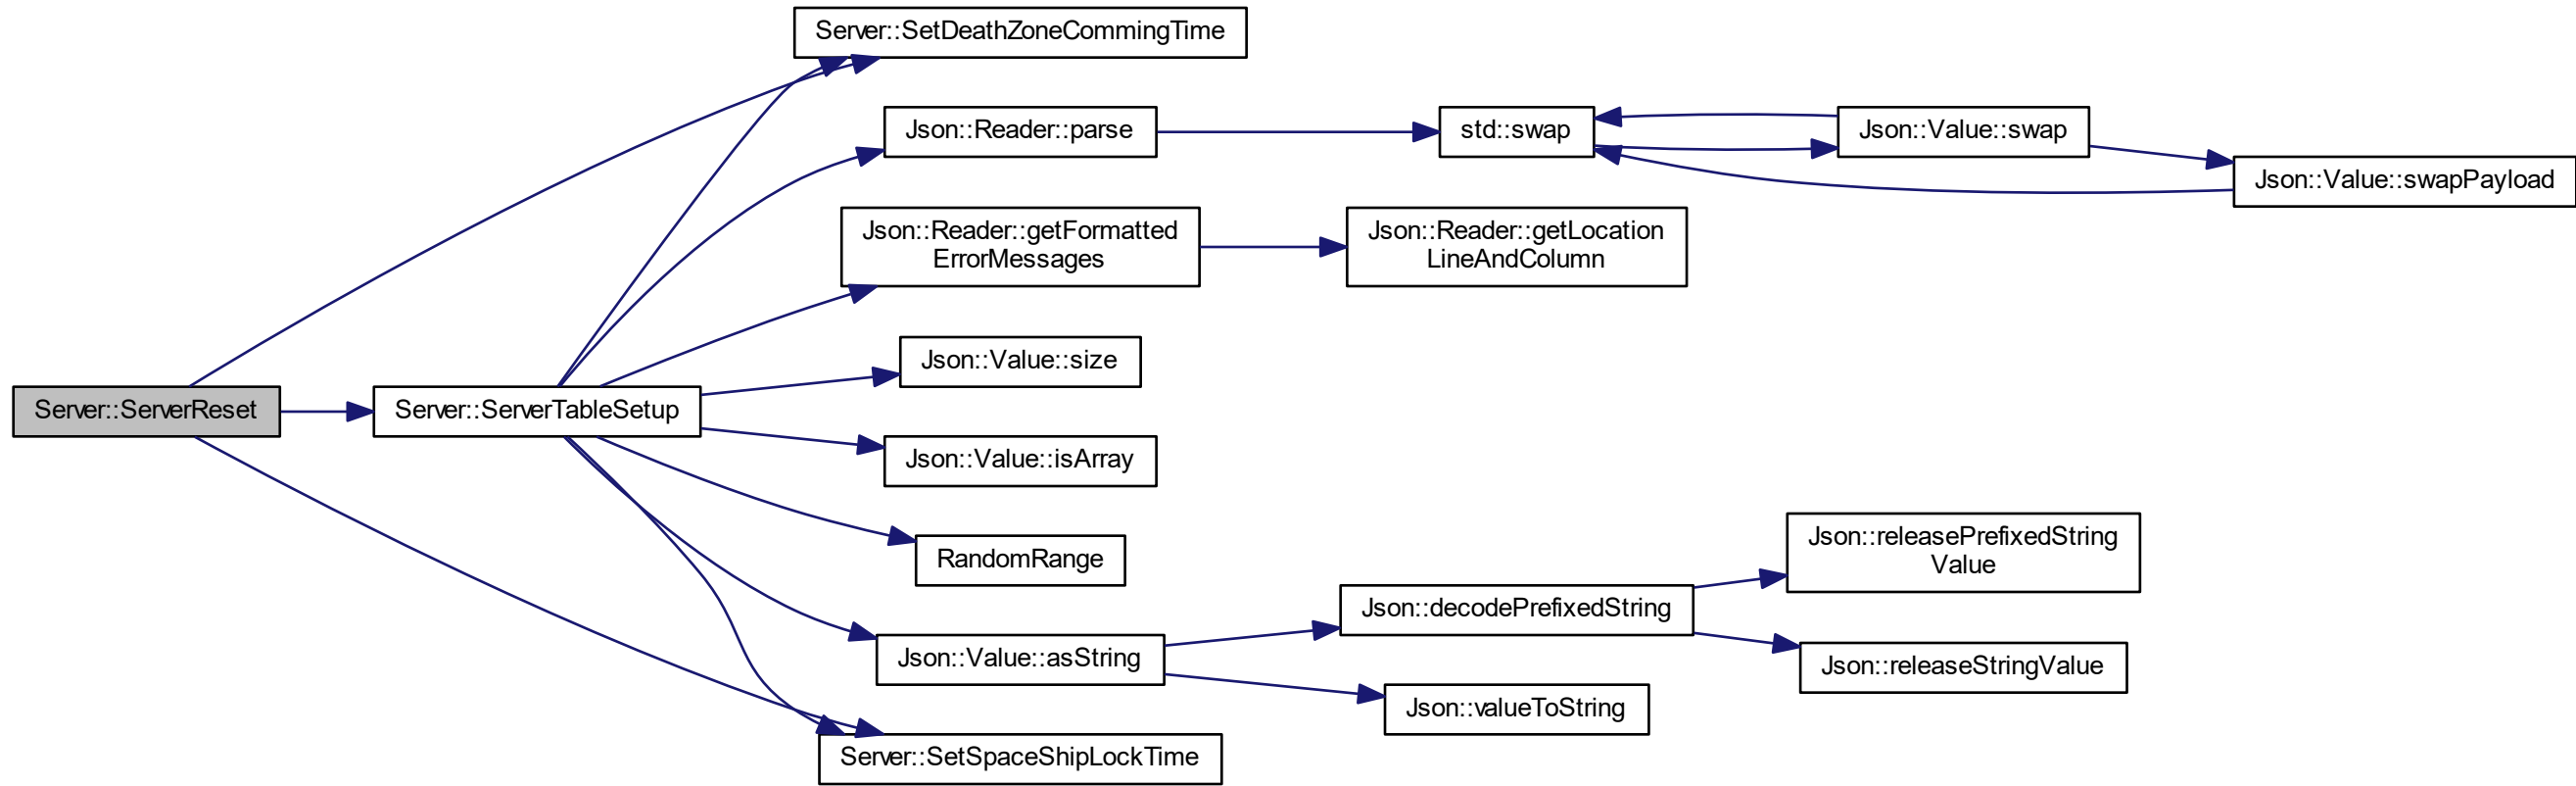 Server::SetDeathZoneCommingTime
Json::Reader::parse
std::swap
Json::Value::swap
Json::Value::swapPayload
Json::Reader::getFormatted
ErrorMessages
Json::Reader::getLocation
LineAndColumn
Json::Value::size
Server::ServerReset
Server::ServerTableSetup
Json::Value::isArray
RandomRange
Json::releasePrefixedString
Value
Json::decodePrefixedString
Json::Value::asString
Json::releaseStringValue
Json::valueToString
Server::SetSpaceShipLockTime